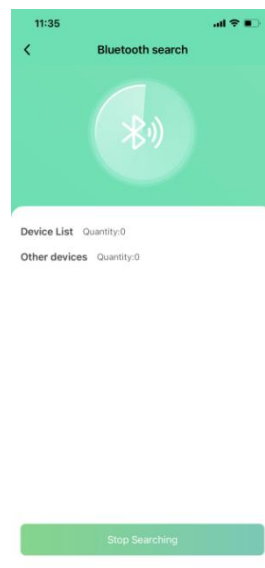 11:35
Bluetooth search
Device List Quantity:0
Other devices Quantity:0
Stop Searching